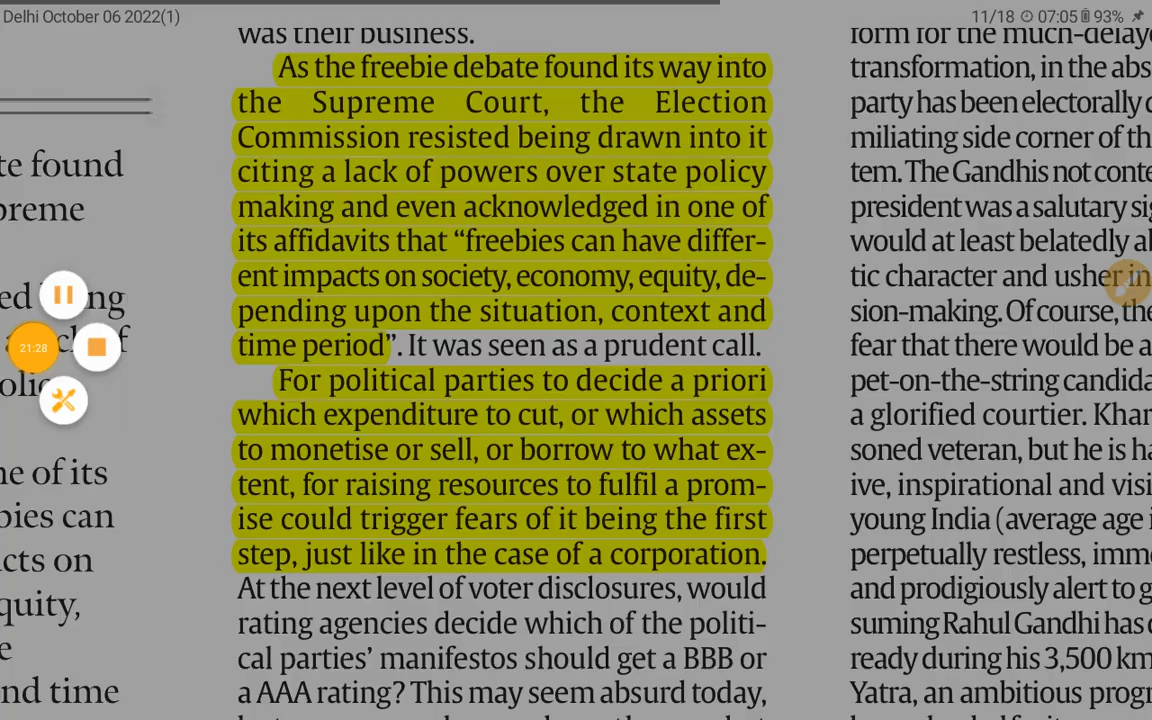 Delhi October 06 2022(1)
11/18 07:05 93%
te found
preme
ed
ng
f
ne of its
bies can
cts on
quity,
e
nd time
21:28
was their business.
As the freebie debate found its way into
the Supreme Court, the Election
Commission resisted being drawn into it
citing a lack of powers over state policy
making and even acknowledged in one of
its affidavits that “freebies can have differ-
ent impacts on society, economy, equity, de-
pending upon the situation, context and
time period”. It was seen as a prudent call.
For political parties to decide a priori
which expenditure to cut, or which assets
to monetise or sell, or borrow to what ex-
tent, for raising resources to fulfil a prom-
ise could trigger fears of it being the first
step, just like in the case of a corporation.
At the next level of voter disclosures, would
rating agencies decide which of the politi-
cal parties’ manifestos should get a BBB or
a AAA rating? This may seem absurd today,
form for the much-delaye
transformation, in the abs
party has been electorally d
miliating side corner of th
tem. The Gandhis not conte
president was a salutary sig
would at least belatedly al
tic character and usher in
sion-making. Of course, the
fear that there would be a
pet-on-the-string candida
a glorified courtier. Khar
soned veteran, but he is ha
ive, inspirational and visi
young India (average age i
perpetually restless, imme
and prodigiously alert to g
suming Rahul Gandhi has d
ready during his 3,500 km
Yatra, an ambitious progr